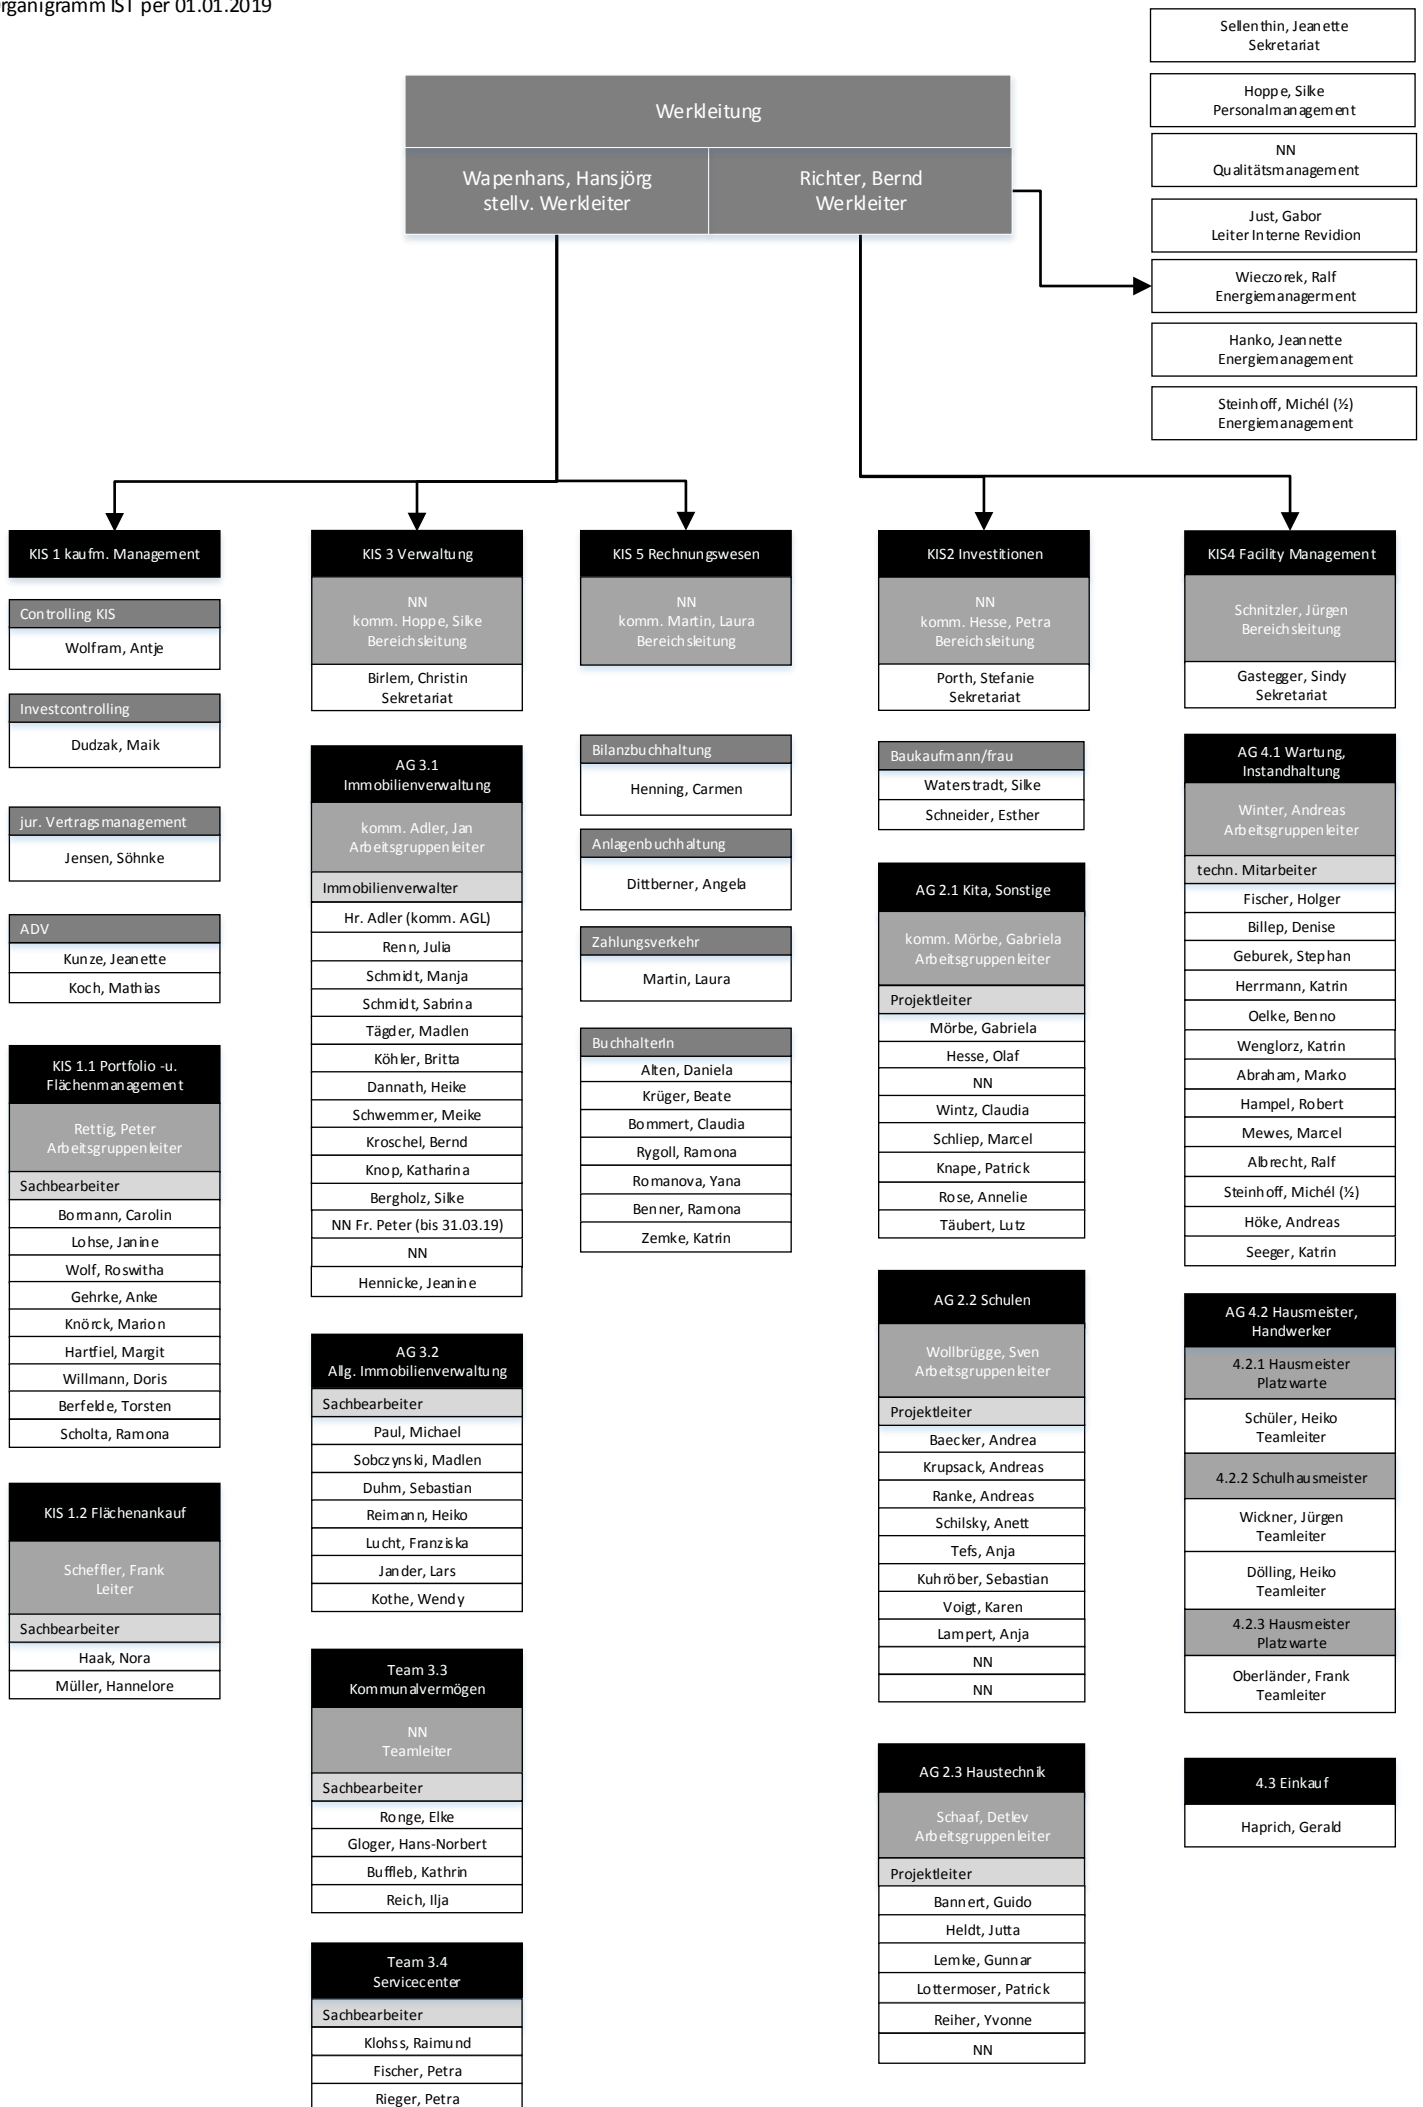 rganigramm IST per 01.01.2019
Sellenthin, Jeanette
Sekretariat
Hoppe, Silke
Personalmanagement
NN
Qualitätsmanagement
Just, Gabor
Leiter Interne Revidion
Wieczorek, Ralf
Energiemanagerment
Hanko, Jeannette
Energiemanagement
Steinhoff, Michél (½)
Energiemanagement
Werkleitung
Wapenhans, Hansjörg
stellv. Werkleiter
Richter, Bernd
Werkleiter
KIS 1 kaufm. Management
Controlling KIS
Wolfram, Antje
Investcontrolling
Dudzak, Maik
jur. Vertragsmanagement
Jensen, Söhnke
ADV
Kunze, Jeanette
Koch, Mathias
KIS 1.1 Portfolio -u.
Flächenmanagement
Rettig, Peter
Arbeitsgruppenleiter
Sachbearbeiter
Bormann, Carolin
Lohse, Janine
Wolf, Roswitha
Gehrke, Anke
Knörck, Marion
Hartfiel, Margit
Willmann, Doris
Berfelde, Torsten
Scholta, Ramona
KIS 1.2 Flächenankauf
Scheffler, Frank
Leiter
Sachbearbeiter
Haak, Nora
Müller, Hannelore
KIS 3 Verwaltung
NN
komm. Hoppe, Silke
Bereichsleitung
Birlem, Christin
Sekretariat
AG 3.1
Immobilienverwaltung
komm. Adler, Jan
Arbeitsgruppenleiter
Immobilienverwalter
Hr. Adler (komm. AGL)
Renn, Julia
Schmidt, Manja
Schmidt, Sabrina
Tägder, Madlen
Köhler, Britta
Dannath, Heike
Schwemmer, Meike
Kroschel, Bernd
Knop, Katharina
Bergholz, Silke
NN Fr. Peter (bis 31.03.19)
NN
Hennicke, Jeanine
AG 3.2
Allg. Immobilienverwaltung
Sachbearbeiter
Paul, Michael
Sobczynski, Madlen
Duhm, Sebastian
Reimann, Heiko
Lucht, Franziska
Jander, Lars
Kothe, Wendy
Team 3.3
Kommunalvermögen
NN
Teamleiter
Sachbearbeiter
Ronge, Elke
Gloger, Hans-Norbert
Buffleb, Kathrin
Reich, Ilja
Team 3.4
Servicecenter
Sachbearbeiter
Klohss, Raimund
Fischer, Petra
Rieger, Petra
KIS 5 Rechnungswesen
NN
komm. Martin, Laura
Bereichsleitung
Bilanzbuchhaltung
Henning, Carmen
Anlagenbuchhaltung
Dittberner, Angela
Zahlungsverkehr
Martin, Laura
BuchhalterIn
Alten, Daniela
Krüger, Beate
Bommert, Claudia
Rygoll, Ramona
Romanova, Yana
Benner, Ramona
Zemke, Katrin
KIS2 Investitionen
NN
komm. Hesse, Petra
Bereichsleitung
Porth, Stefanie
Sekretariat
Baukaufmann/frau
Waterstradt, Silke
Schneider, Esther
AG 2.1 Kita, Sonstige
komm. Mörbe, Gabriela
Arbeitsgruppenleiter
Projektleiter
Mörbe, Gabriela
Hesse, Olaf
NN
Wintz, Claudia
Schliep, Marcel
Knape, Patrick
Rose, Annelie
Täubert, Lutz
AG 2.2 Schulen
Wollbrügge, Sven
Arbeitsgruppenleiter
Projektleiter
Baecker, Andrea
Krupsack, Andreas
Ranke, Andreas
Schilsky, Anett
Tefs, Anja
Kuhröber, Sebastian
Voigt, Karen
Lampert, Anja
NN
NN
AG 2.3 Haustechnik
Schaaf, Detlev
Arbeitsgruppenleiter
Projektleiter
Bannert, Guido
Heldt, Jutta
Lemke, Gunnar
Lottermoser, Patrick
Reiher, Yvonne
NN
KIS4 Facility Management
Schnitzler, Jürgen
Bereichsleitung
Gastegger, Sindy
Sekretariat
AG 4.1 Wartung,
Instandhaltung
Winter, Andreas
Arbeitsgruppenleiter
techn. Mitarbeiter
Fischer, Holger
Billep, Denise
Geburek, Stephan
Herrmann, Katrin
Oelke, Benno
Wenglorz, Katrin
Abraham, Marko
Hampel, Robert
Mewes, Marcel
Albrecht, Ralf
Steinhoff, Michél (½)
Höke, Andreas
Seeger, Katrin
AG 4.2 Hausmeister,
Handwerker
4.2.1 Hausmeister
Platzwarte
Schüler, Heiko
Teamleiter
4.2.2 Schulhausmeister
Wickner, Jürgen
Teamleiter
Dölling, Heiko
Teamleiter
4.2.3 Hausmeister
Platzwarte
Oberländer, Frank
Teamleiter
4.3 Einkauf
Haprich, Gerald